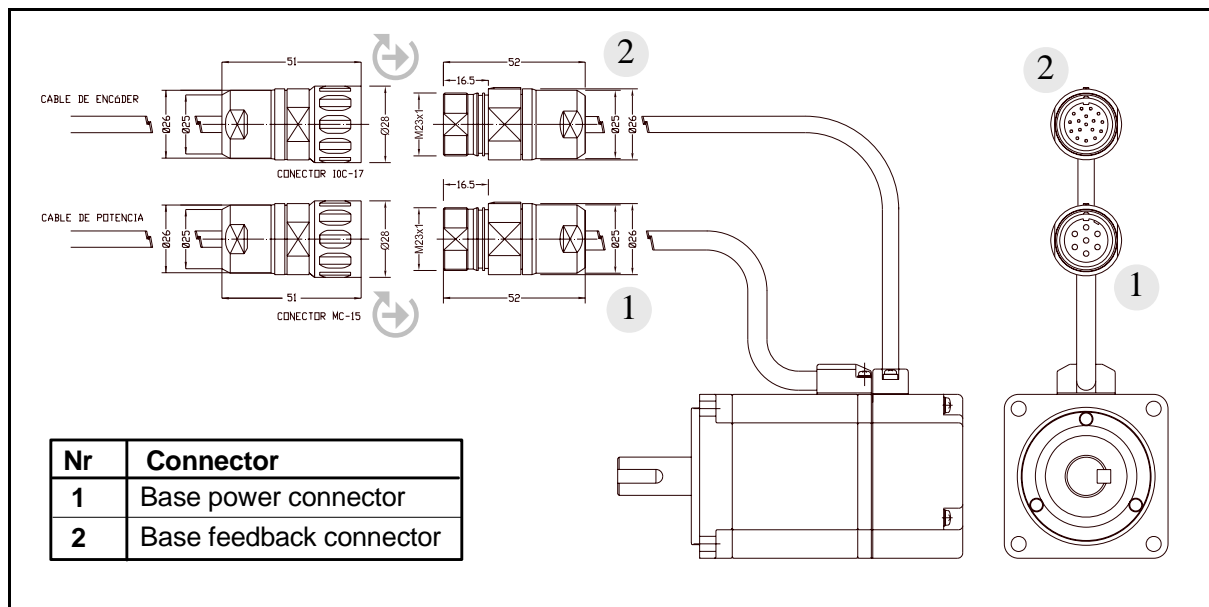 51
52
2
2
16.5
CABLE DE ENCóDER
Ø26
Ø25
Ø28
M23x1
Ø25
Ø26
CONECTOR IOC-17
16.5
CABLE DE POTENCIA
Ø26
Ø25
Ø28
M23x1
Ø25
Ø26
1
51
52
1
CONECTOR MC-15
Nr Connector
1 Base power connector
2 Base feedback connector